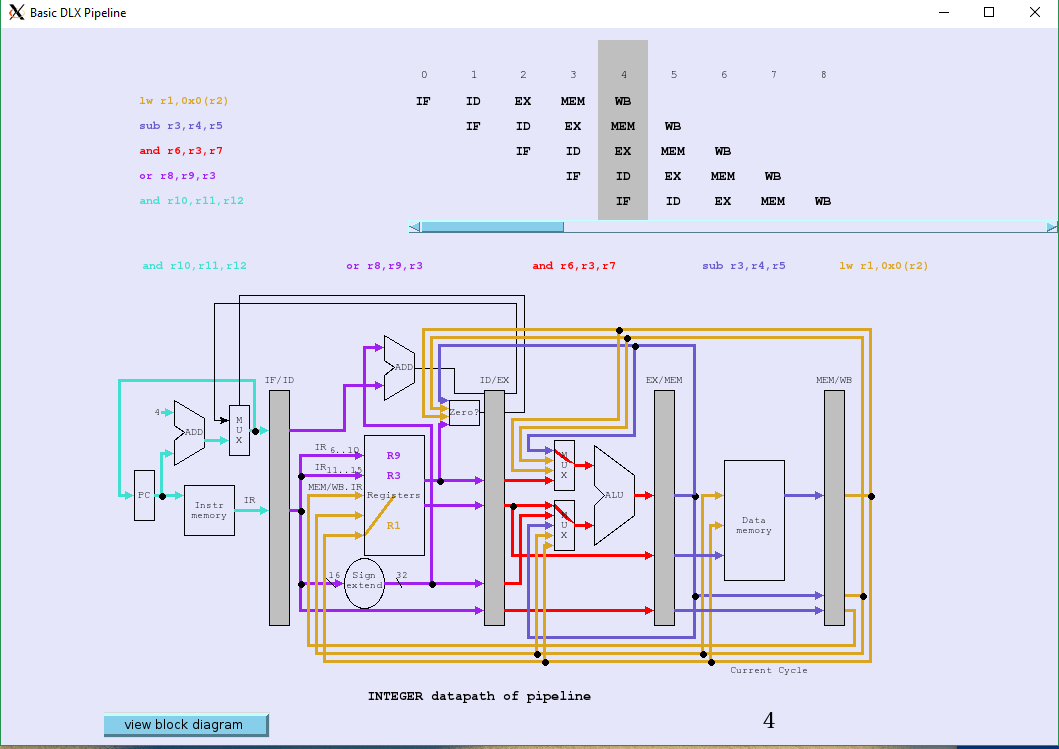 Basic DLX Pipeline
0 1 2 3 4 5 6 7 8
lw r1,0x0(r2) IF ID EX MEM WB
sub r3,r4,r5 IF ID EX MEM WB
and r6,r3,r7 IF ID EX MEM WB
or r8,r9,r3 IF ID EX MEM WB
and r10,r11,r12 IF ID EX MEM WB
and r10,r11,r12 or r8,r9,r3 and r6,r3,r7 sub r3,r4,r5 lw r1,0x0(r2)
ADD
IF/ID ID/EX EX/MEM MEM/WB
4
ADD
MUX
Zero?
IR 6..10
R9
IR 11..15
R3
MEM/WB.IR
Registers
R1
MUX
ALU
PC
Instr
memory
IR
MUX
Data
memory
16
Sign
extend
32
Current Cycle
INTEGER datapath of pipeline
4
view block diagram